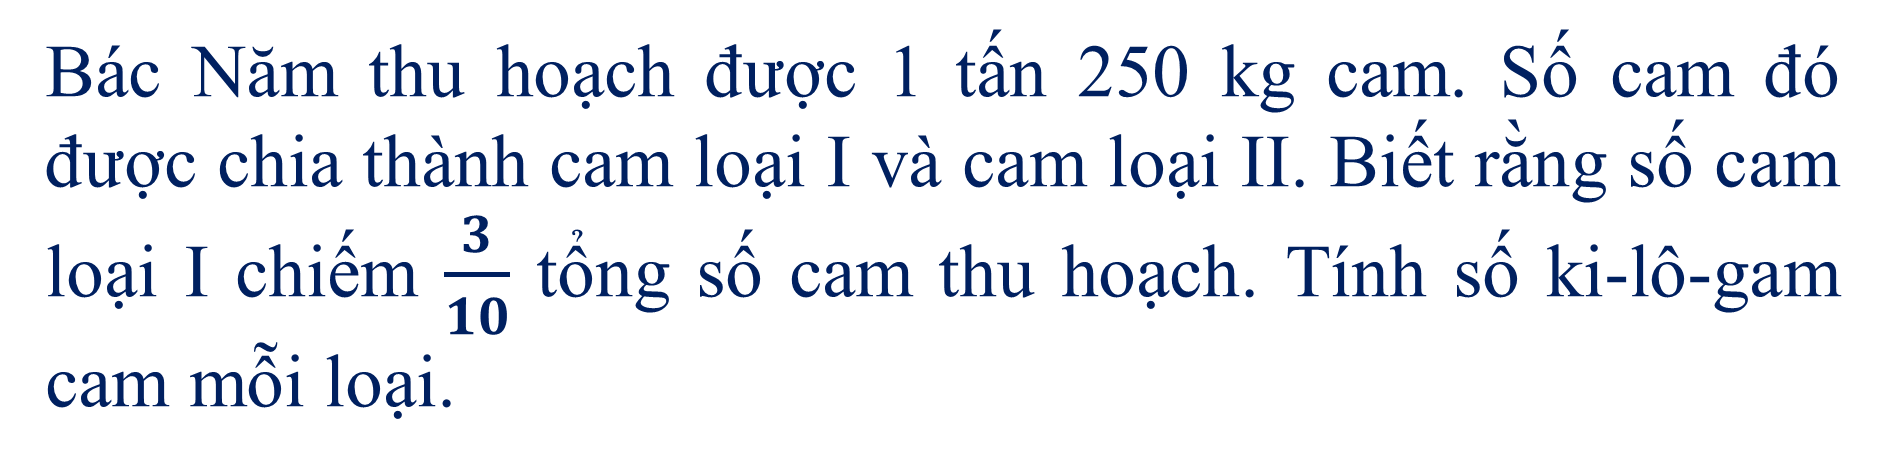 Bác Năm thu hoạch được 1 tấn 250 kg cam. Số cam đó
được chia thành cam loại I và cam loại II. Biết rằng số cam
loại I chiếm 3/10 tổng số cam thu hoạch. Tính số ki-lô-gam
cam mỗi loại.